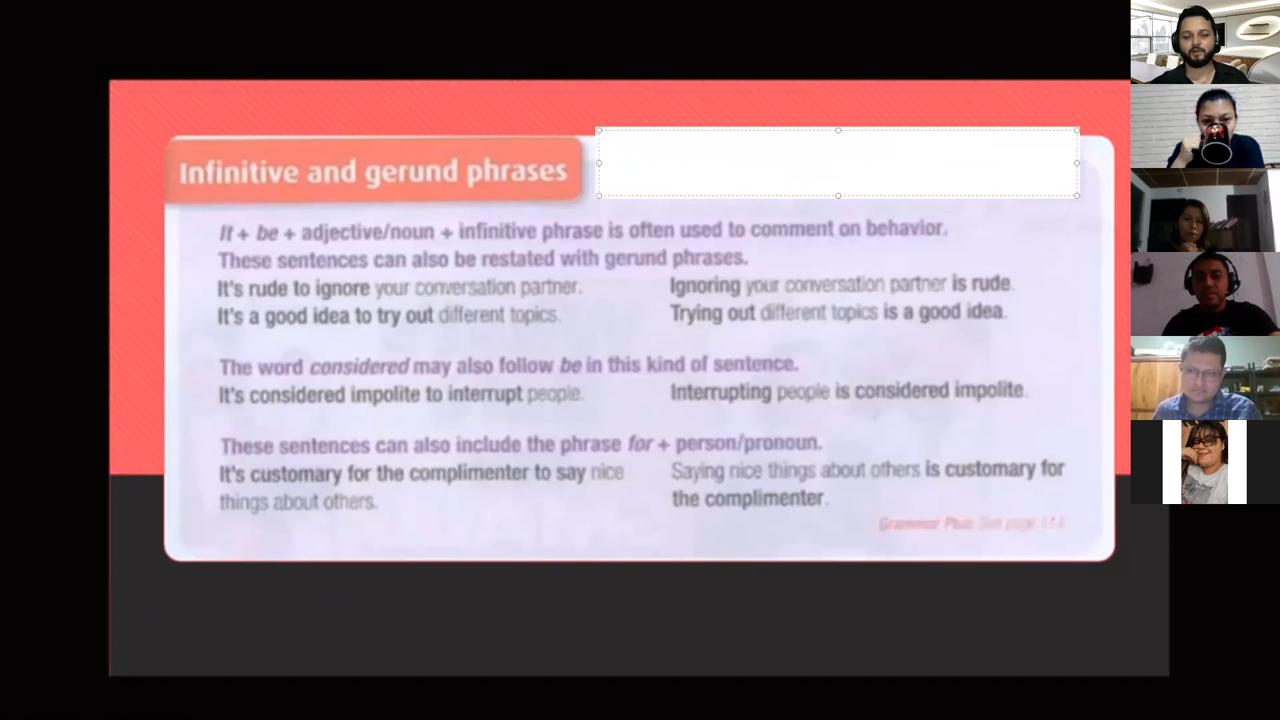 Infinitive and gerund phrases
It + be + adjective/noun + infinitive phrase is often used to comment on behavior.
These sentences can also be restated with gerund phrases.
It's rude to ignore your conversation partner.
Ignoring your conversation partner is rude.
It's a good idea to try out different topics.
Trying out different topics is a good idea.
The word considered may also follow be in this kind of sentence.
It's considered impolite to interrupt people.
Interrupting people is considered impolite.
These sentences can also include the phrase for + person/pronoun.
It's customary for the complimenter to say nice
things about others.
Saying nice things about others is customary for
the complimenter.
Grammar Plus: See page